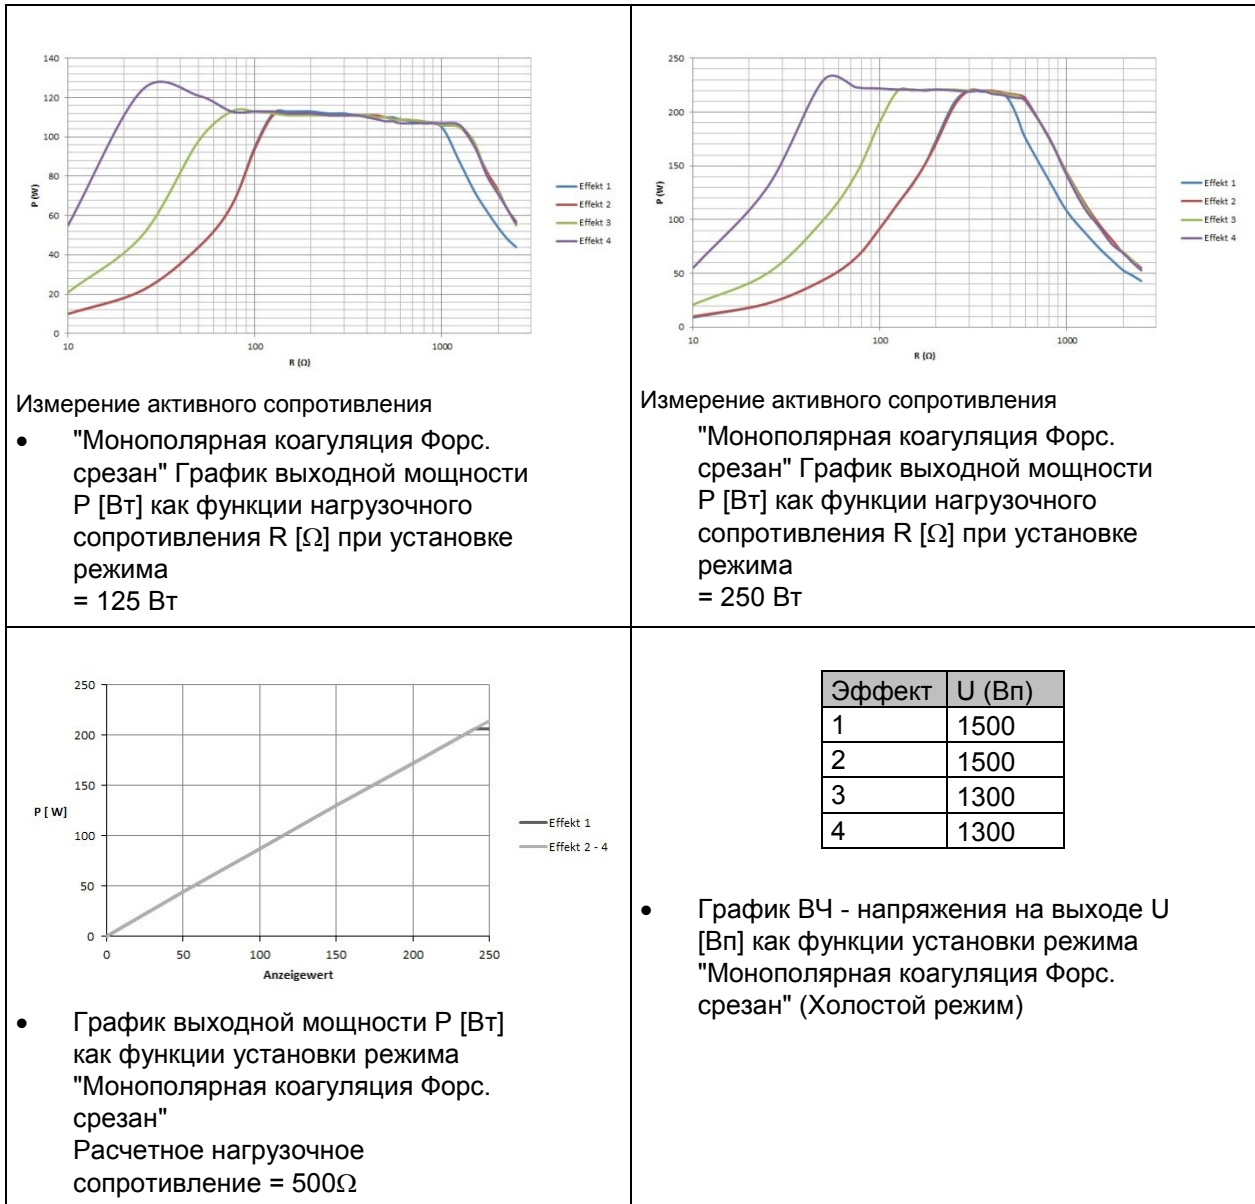 140
120
100
80
60
40
20
0
P (W)
10
100
1000
R (Ω)
Effekt 1
Effekt 2
Effekt 3
Effekt 4
Измерение активного сопротивления
• "Монополярная коагуляция Форс.
срезан" График выходной мощности
P [Вт] как функции нагрузочного
сопротивления R [Ω] при установке
режима
= 125 Вт
250
200
150
100
50
0
P (W)
10
100
1000
R (Ω)
Effekt 1
Effekt 2
Effekt 3
Effekt 4
Измерение активного сопротивления
"Монополярная коагуляция Форс.
срезан" График выходной мощности
P [Вт] как функции нагрузочного
сопротивления R [Ω] при установке
режима
= 250 Вт
250
200
150
100
50
0
P [ W]
0 50 100 150 200 250
Anzeigewert
Effekt 1
Effekt 2 - 4
• График выходной мощности P [Вт]
как функции установки режима
"Монополярная коагуляция Форс.
срезан"
Расчетное нагрузочное
сопротивление = 500Ω
Эффект U (Вп)
1 1500
2 1500
3 1300
4 1300
• График ВЧ - напряжения на выходе U
[Вп] как функции установки режима
"Монополярная коагуляция Форс.
срезан" (Холостой режим)